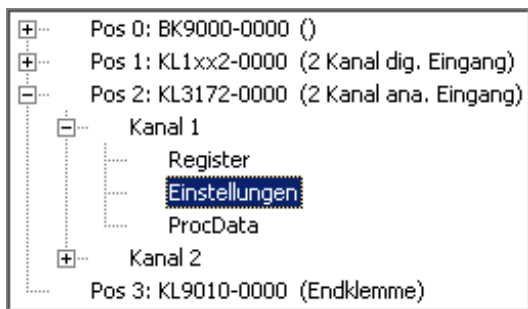 Pos 0: BK9000-0000 ()
Pos 1: KL1xx2-0000 (2 Kanal dig. Eingang)
Pos 2: KL3172-0000 (2 Kanal ana. Eingang)
Kanal 1
Register
Einstellungen
ProcData
Kanal 2
Pos 3: KL9010-0000 (Endklemme)